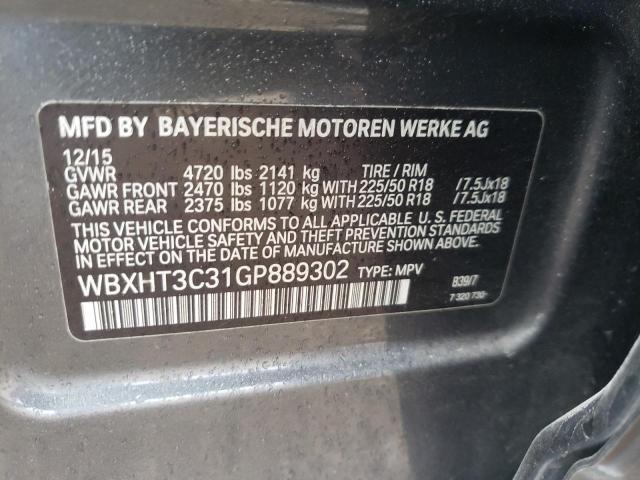 MFD BY BAYERISCHE MOTOREN WERKE AG
12/15
GVWR 4720 lbs 2141 kg TIRE / RIM
GAWR FRONT 2470 lbs 1120 kg WITH 225/50 R18 /7.5Jx18
GAWR REAR 2375 lbs 1077 kg WITH 225/50 R18 /7.5Jx18
THIS VEHICLE CONFORMS TO ALL APPLICABLE U. S. FEDERAL
MOTOR VEHICLE SAFETY AND THEFT PREVENTION STANDARDS
IN EFFECT ON THE DATE OF MANUFACTURE SHOWN ABOVE.
WBXHT3C31GP889302 TYPE: MPV B39/7
7 320 730-